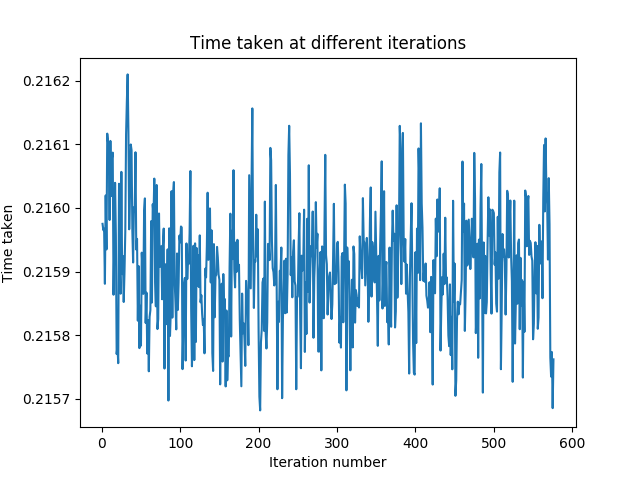 Time taken at different iterations
Time taken
0.2162
0.2161
0.2160
0.2159
0.2158
0.2157
0 100 200 300 400 500 600
Iteration number